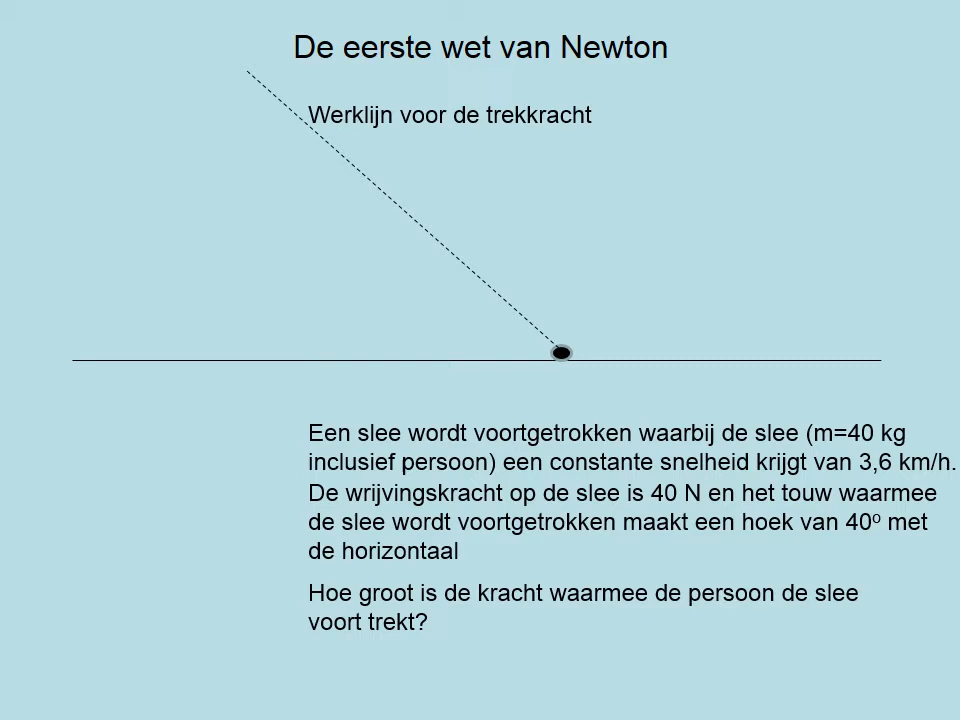 De eerste wet van Newton
Werklijn voor de trekkracht
Een slee wordt voortgetrokken waarbij de slee (m=40 kg
inclusief persoon) een constante snelheid krijgt van 3,6 km/h.
De wrijvingskracht op de slee is 40 N en het touw waarmee
de slee wordt voortgetrokken maakt een hoek van 40º met
de horizontaal
Hoe groot is de kracht waarmee de persoon de slee
voort trekt?